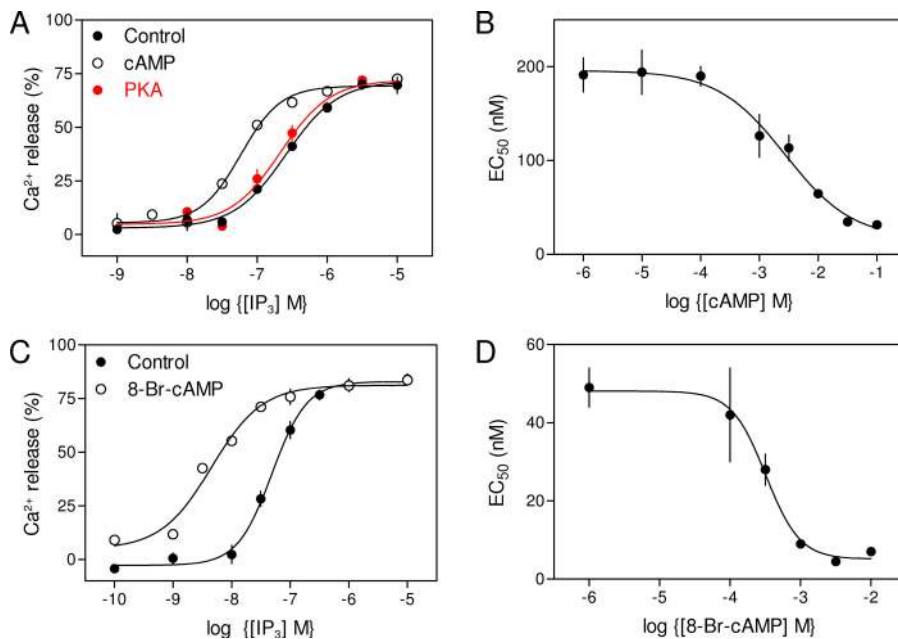 A
Control
cAMP
PKA
Ca²⁺ release (%)
100
75
50
25
0
-9 -8 -7 -6 -5
log {[IP₃] M}
B
EC₅₀ (nM)
200
100
0
-6 -5 -4 -3 -2 -1
log {[cAMP] M}
C
Control
8-Br-cAMP
Ca²⁺ release (%)
100
75
50
25
0
-10 -9 -8 -7 -6 -5
log {[IP₃] M}
D
EC₅₀ (nM)
60
40
20
0
-6 -5 -4 -3 -2
log {[8-Br-cAMP] M}